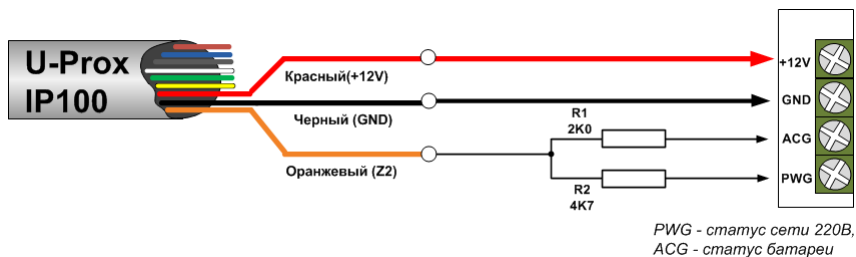 U-Prox
IP100
Красный(+12V)
Черный (GND)
Оранжевый (Z2)
R1
2K0
R2
4K7
+12V
GND
ACG
PWG
PWG - статус сети 220В,
ACG - статус батареи